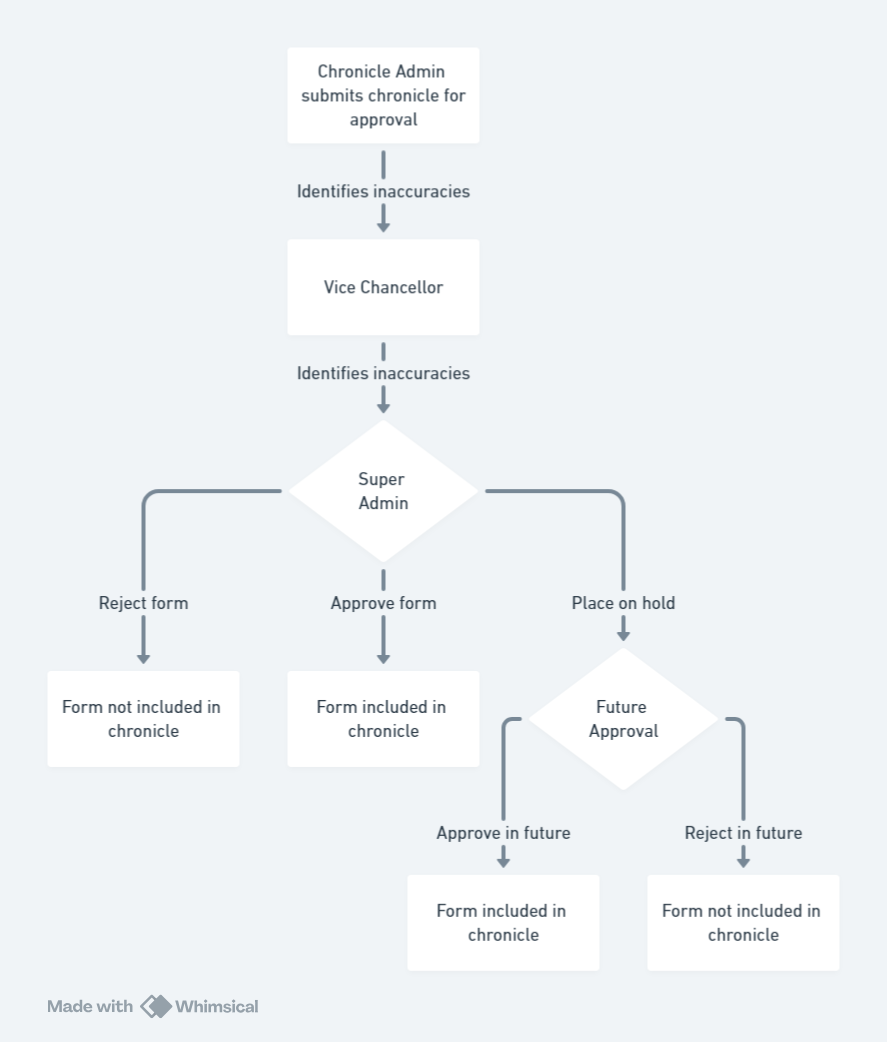 Chronicle Admin
submits chronicle for
approval
Identifies inaccuracies
Vice Chancellor
Identifies inaccuracies
Super
Admin
Reject form
Approve form
Place on hold
Form not included in
chronicle
Form included in
chronicle
Future
Approval
Approve in future
Reject in future
Form included in
chronicle
Form not included in
chronicle
Made with Whimsical